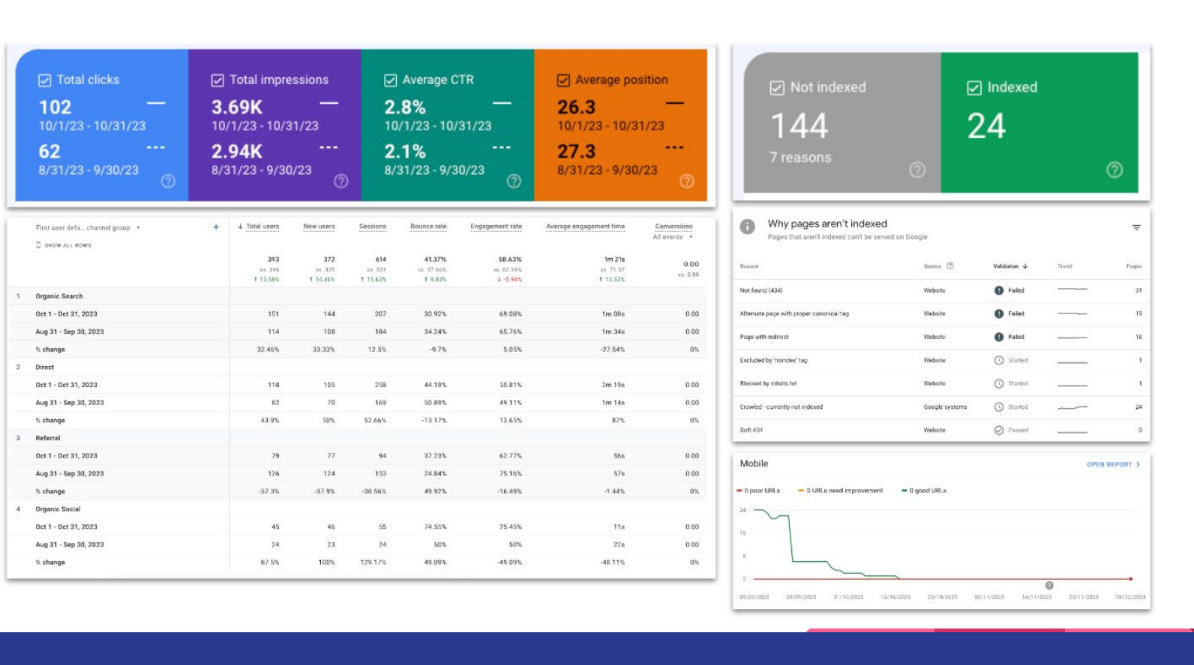 Total clicks
102
10/1/23 - 10/31/23
62
8/31/23 - 9/30/23
Total impressions
3.69K
10/1/23 - 10/31/23
2.94K
8/31/23 - 9/30/23
Average CTR
2.8%
10/1/23 - 10/31/23
2.1%
8/31/23 - 9/30/23
Average position
26.3
10/1/23 - 10/31/23
27.3
8/31/23 - 9/30/23
Not indexed
144
7 reasons
Indexed
24
First user defa... channel group + ↓ Total users New users Sessions Bounce rate Engagement rate Average engagement time Conversions
SHOW ALL ROWS All events
393 372 614 41.37% 58.63% 1m 21s 0.00
vs. 346 vs. 325 vs. 531 vs. 37.66% vs. 62.34% vs. 71.37 vs. 0.00
↑ 13.58% ↑ 14.46% ↑ 15.63% ↑ 9.83% ↓ -5.94% ↑ 13.53%
1 Organic Search
Oct 1 - Oct 31, 2023 151 144 207 30.92% 69.08% 1m 08s 0.00
Aug 31 - Sep 30, 2023 114 108 184 34.24% 65.76% 1m 34s 0.00
% change 32.46% 33.33% 12.5% -9.7% 5.05% -27.54% 0%
2 Direct
Oct 1 - Oct 31, 2023 118 105 258 44.19% 55.81% 2m 19s 0.00
Aug 31 - Sep 30, 2023 82 70 169 50.89% 49.11% 1m 14s 0.00
% change 43.9% 50% 52.66% -13.17% 13.65% 87% 0%
3 Referral
Oct 1 - Oct 31, 2023 79 77 94 37.23% 62.77% 56s 0.00
Aug 31 - Sep 30, 2023 126 124 153 24.84% 75.16% 57s 0.00
% change -37.3% -37.9% -38.56% 49.92% -16.49% -1.44% 0%
4 Organic Social
Oct 1 - Oct 31, 2023 45 46 55 74.55% 25.45% 11s 0.00
Aug 31 - Sep 30, 2023 24 23 24 50% 50% 22s 0.00
% change 87.5% 100% 129.17% 49.09% -49.09% -48.11% 0%
Why pages aren't indexed
Pages that aren't indexed can't be served on Google
Reason Source Validation ↓ Trend Pages
Not found (404) Website Failed 31
Alternate page with proper canonical tag Website Failed 19
Page with redirect Website Failed 16
Excluded by 'noindex' tag Website Started 1
Blocked by robots.txt Website Started 1
Crawled - currently not indexed Google systems Started 24
Soft 404 Website Passed 0
Mobile OPEN REPORT
0 poor URLs 0 URLs need improvement 0 good URLs
24
16
8
0
20/09/2023 01/10/2023 12/10/2023 03/11/2023 14/11/2023 25/11/2023